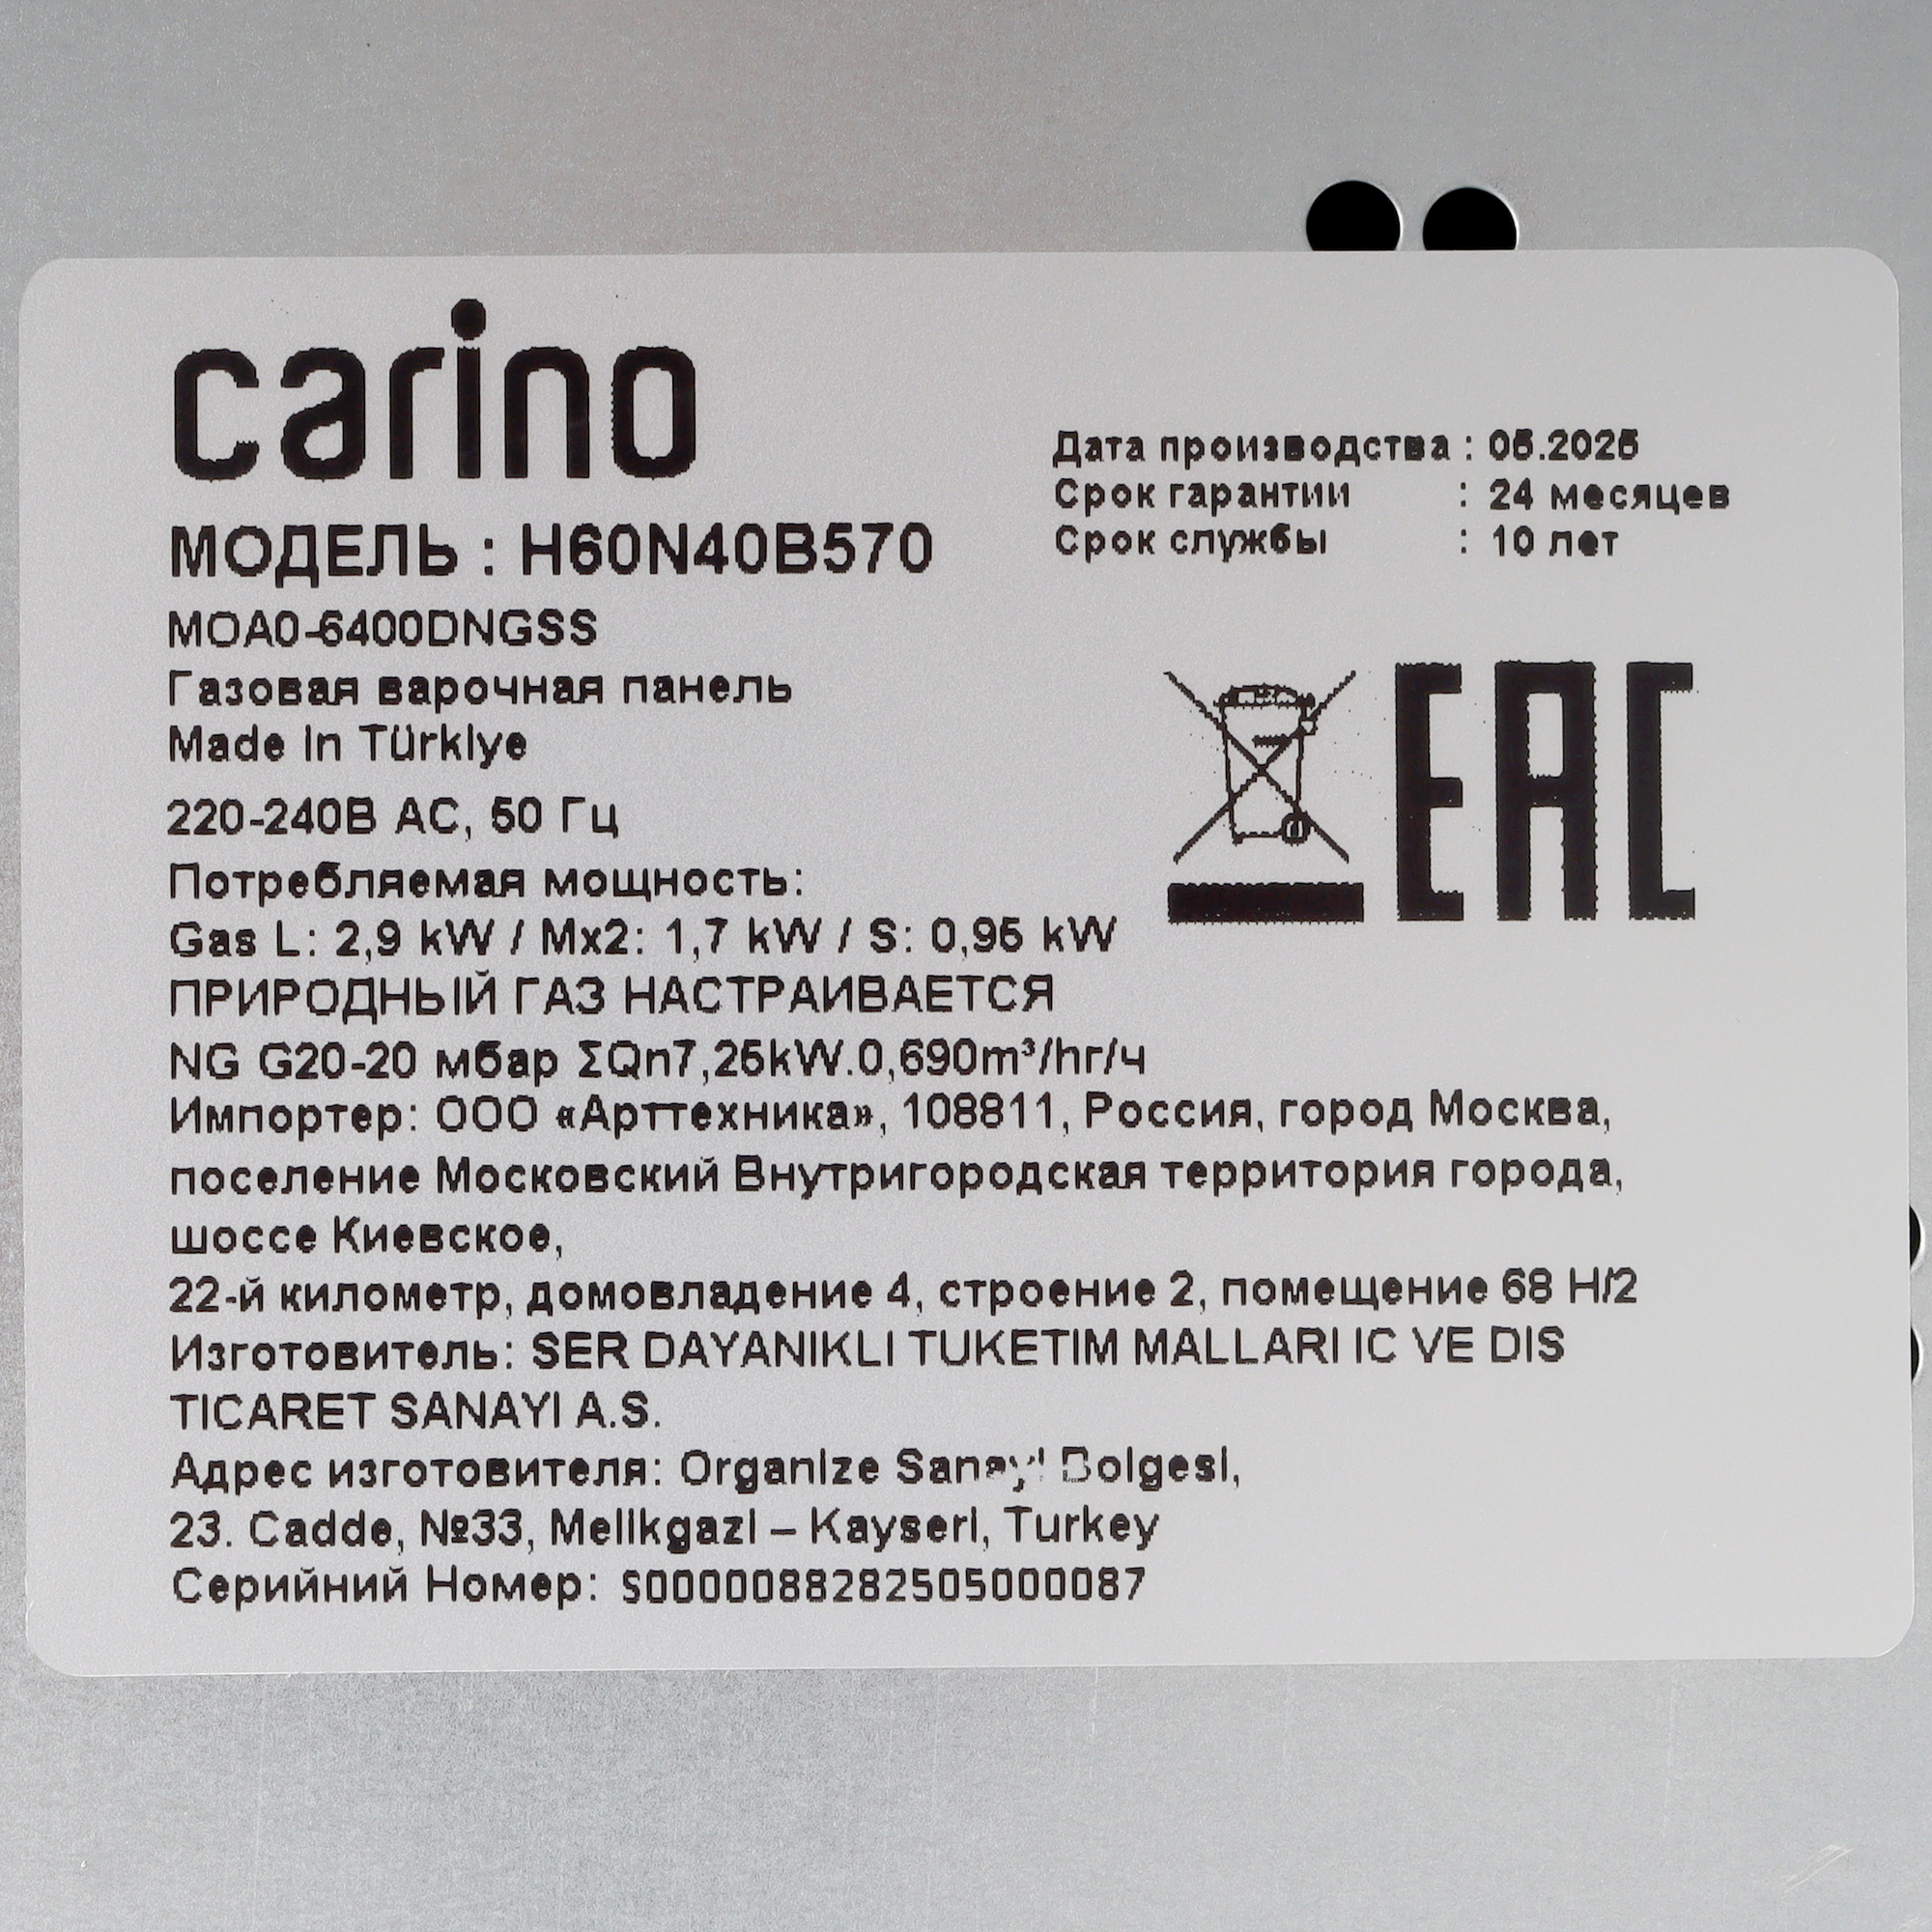 carino
МОДЕЛЬ : H60N40B570
MOA0-6400DNGSS
Газовая варочная панель
Made in Türkiye
220-240В AC, 50 Гц
Потребляемая мощность:
Gas L: 2,9 kW / Mx2: 1,7 kW / S: 0,95 kW
ПРИРОДНЫЙ ГАЗ НАСТРАИВАЕТСЯ
NG G20-20 мбар ΣQn7,25kW.0,690m³/hr/ч
Дата производства : 05.2025
Срок гарантии : 24 месяцев
Срок службы : 10 лет
EAC
Импортер: ООО «Арттехника», 108811, Россия, город Москва,
поселение Московский Внутригородская территория города,
шоссе Киевское,
22-й километр, домовладение 4, строение 2, помещение 68 Н/2
Изготовитель: SER DAYANIKLI TUKETIM MALLARI IC VE DIS
TICARET SANAYI A.S.
Адрес изготовителя: Organize Sanayi Bolgesi,
23. Cadde, №33, Melikgazi – Kayseri, Turkey
Серийний Номер: S0000088282505000087